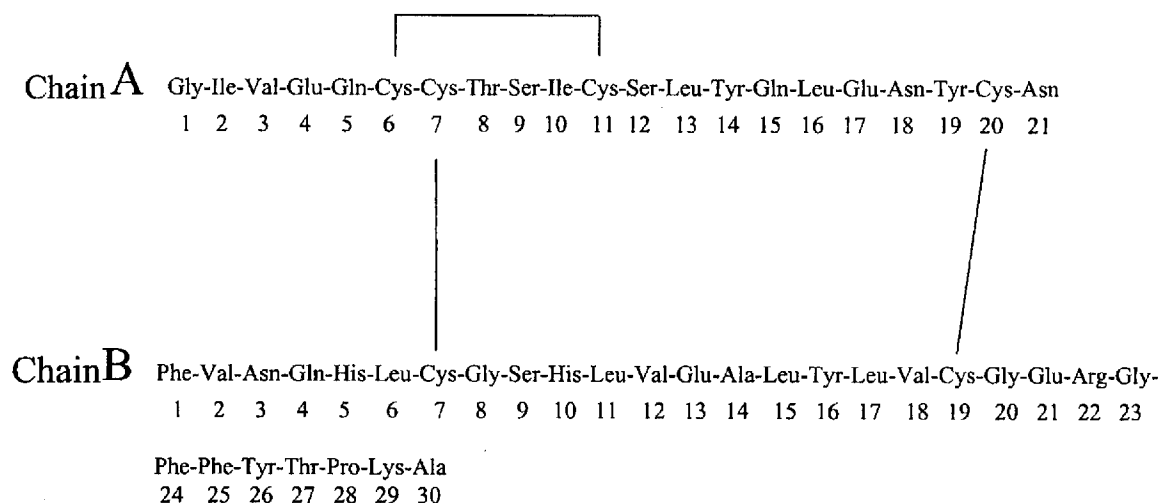 Chain A Gly-Ile-Val-Glu-Gln-Cys-Cys-Thr-Ser-Ile-Cys-Ser-Leu-Tyr-Gln-Leu-Glu-Asn-Tyr-Cys-Asn
1 2 3 4 5 6 7 8 9 10 11 12 13 14 15 16 17 18 19 20 21
Chain B Phe-Val-Asn-Gln-His-Leu-Cys-Gly-Ser-His-Leu-Val-Glu-Ala-Leu-Tyr-Leu-Val-Cys-Gly-Glu-Arg-Gly-
1 2 3 4 5 6 7 8 9 10 11 12 13 14 15 16 17 18 19 20 21 22 23
Phe-Phe-Tyr-Thr-Pro-Lys-Ala
24 25 26 27 28 29 30